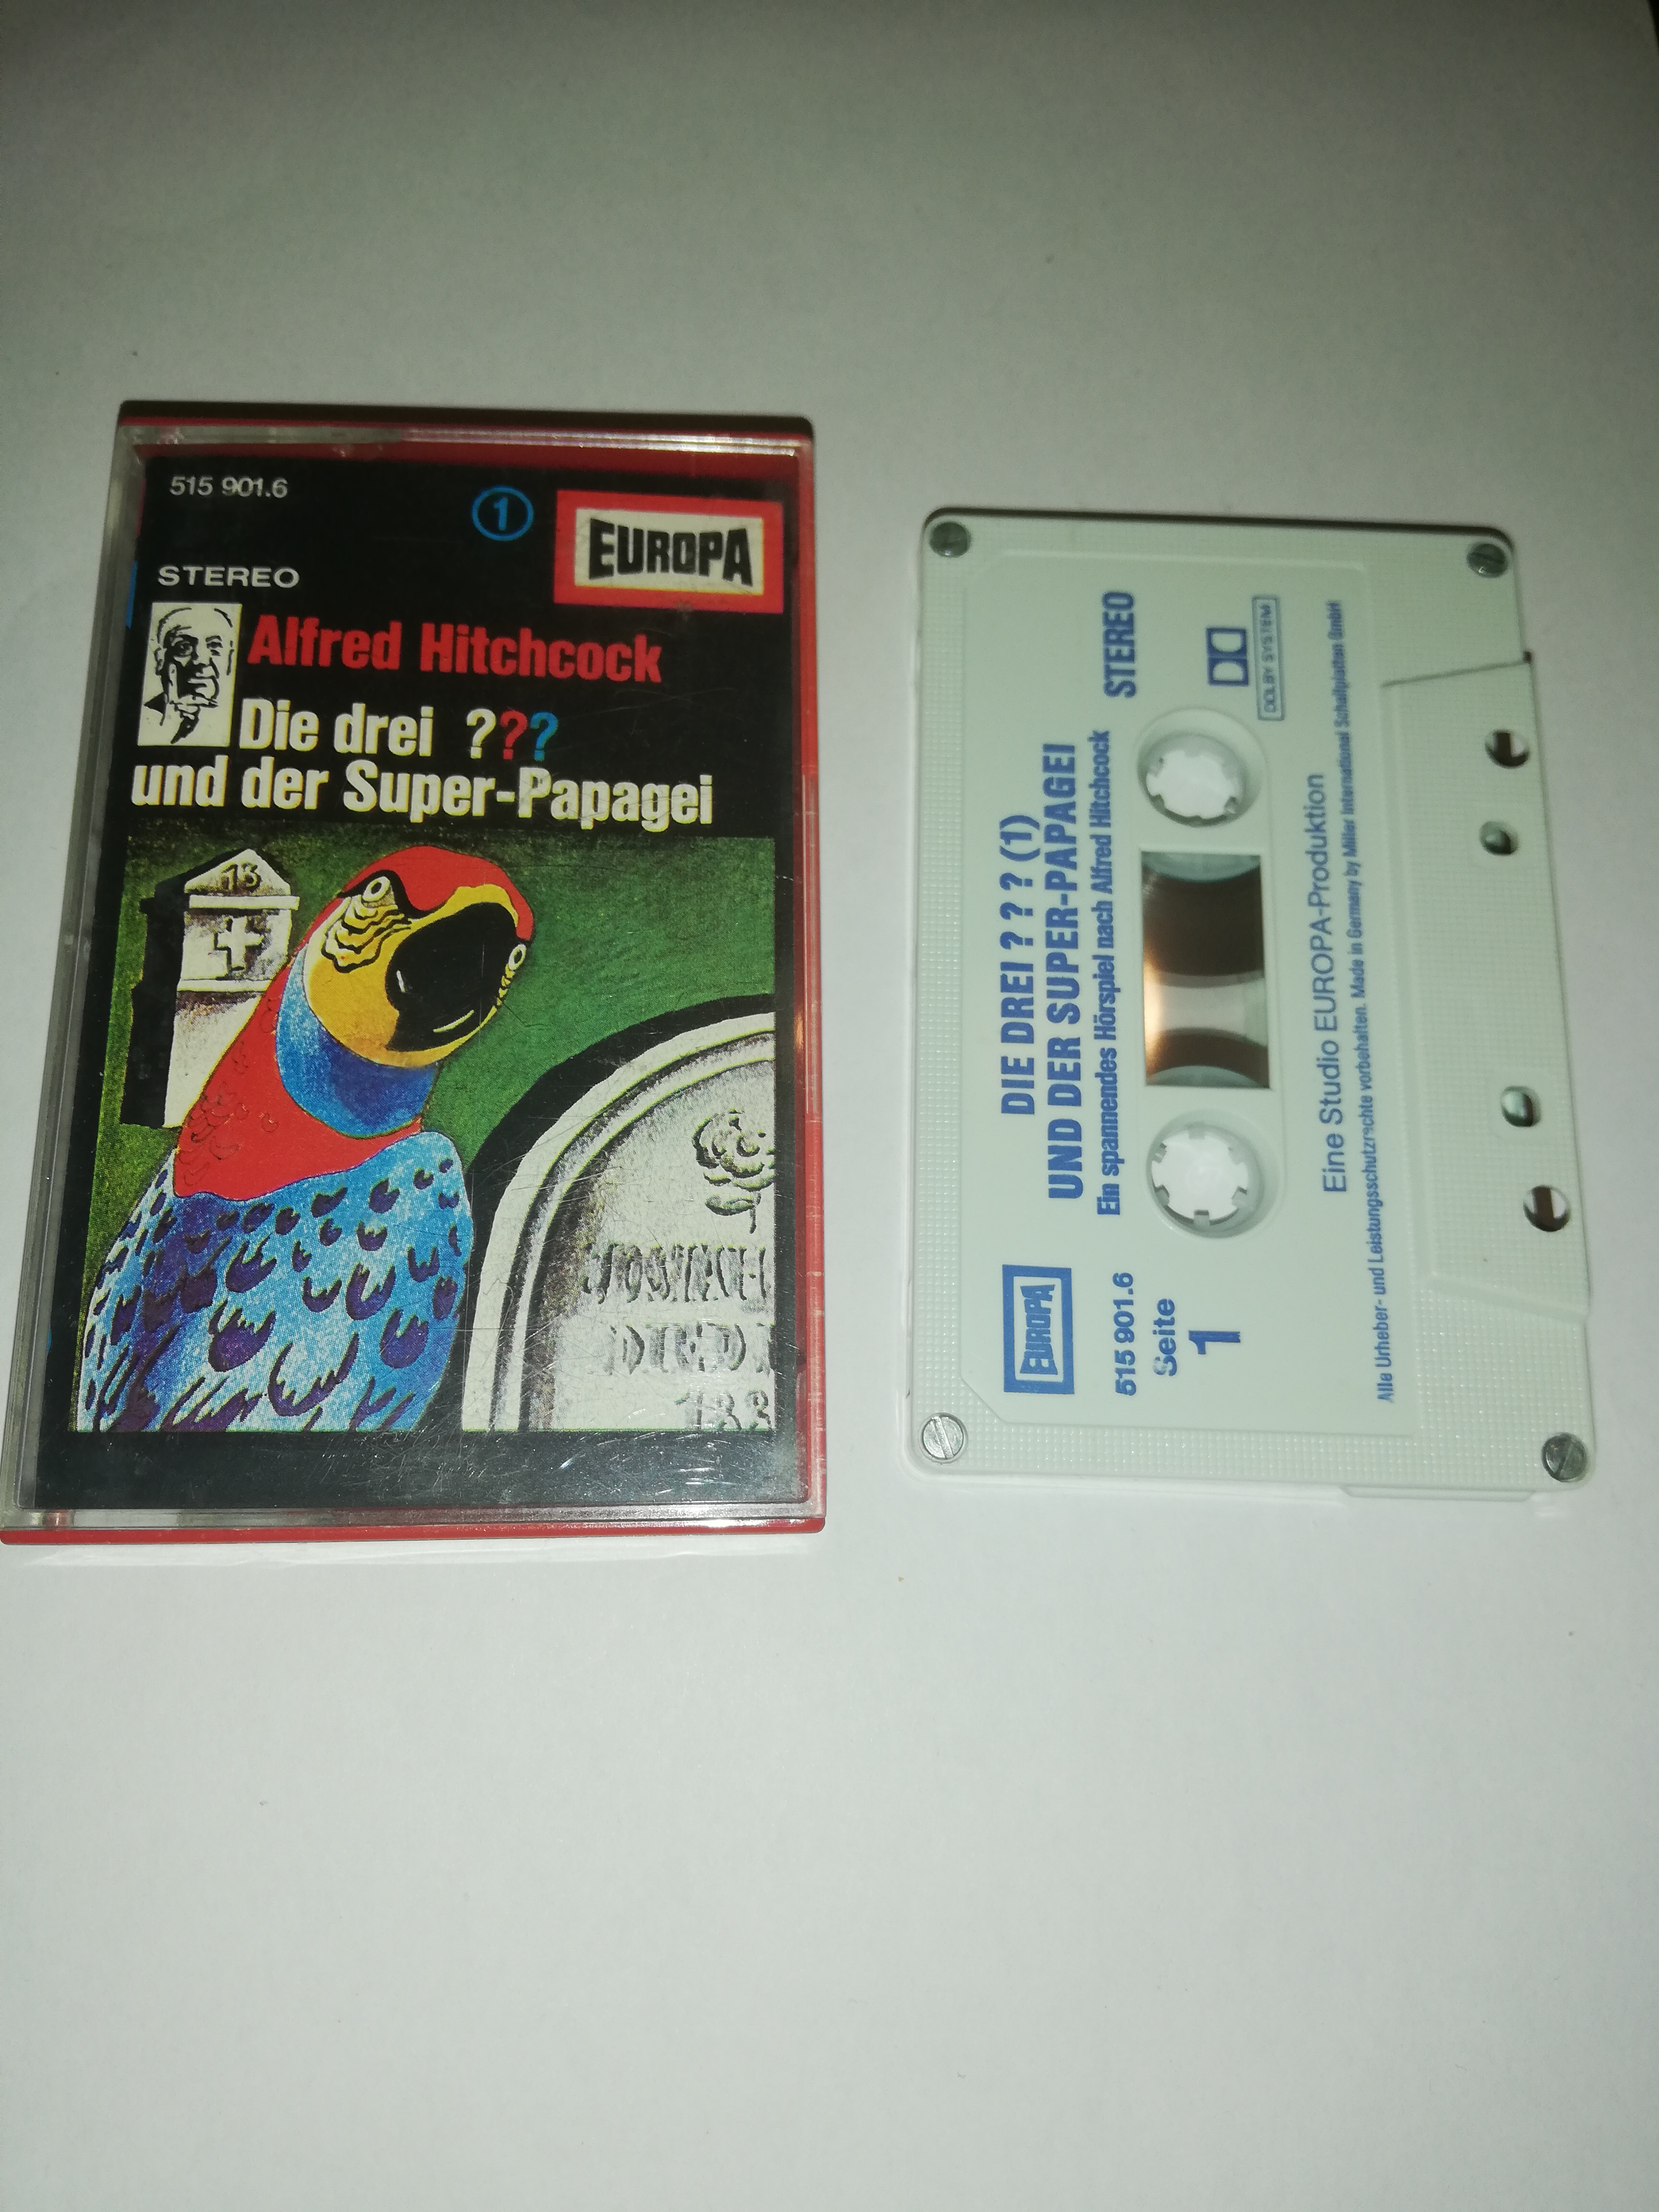 515 901.6
1
EUROPA
STEREO
Alfred Hitchcock
Die drei ???
und der Super-Papagei
13
DIE DREI ? ? ? (1)
UND DER SUPER-PAPAGEI
Ein spannendes Hörspiel nach Alfred Hitchcock
STEREO
EUROPA
515 901.6
Seite
1
DOLBY SYSTEM
Eine Studio EUROPA-Produktion
Alle Urheber- und Leistungsschutzrechte vorbehalten. Made in Germany by Miller International Schallplatten GmbH